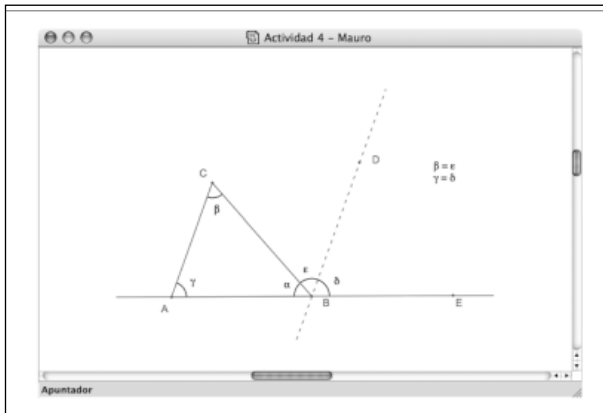 Actividad 4 – Mauro
D
β = ε
γ = δ
C
β
γ
ε
α
δ
A
B
E
Apuntador